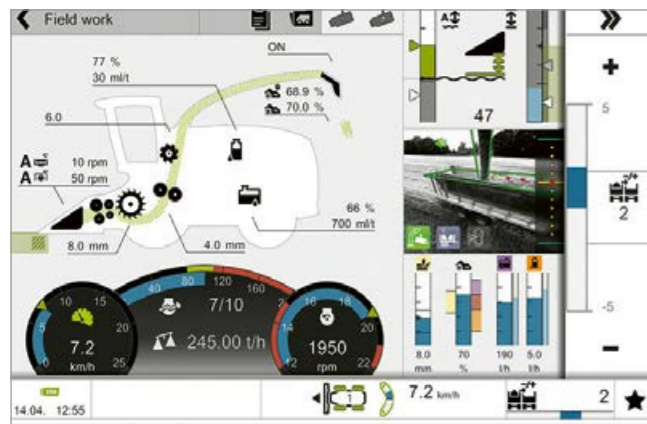 Field work
ON
77 %
30 ml/t
68.9 %
70.0 %
6.0
A 10 rpm
A 50 rpm
66 %
700 ml/t
8.0 mm
4.0 mm
A
47
5
2
-5
40 80 120 160
7/10
245.00 t/h
0 5 10 15 20 25
7.2
km/h
2 14 16 18 20 22
12
1950
rpm
8.0 70 190 5.0
mm % l/h l/h
14.04. 12:55
1
7.2 km/h
-/+
2